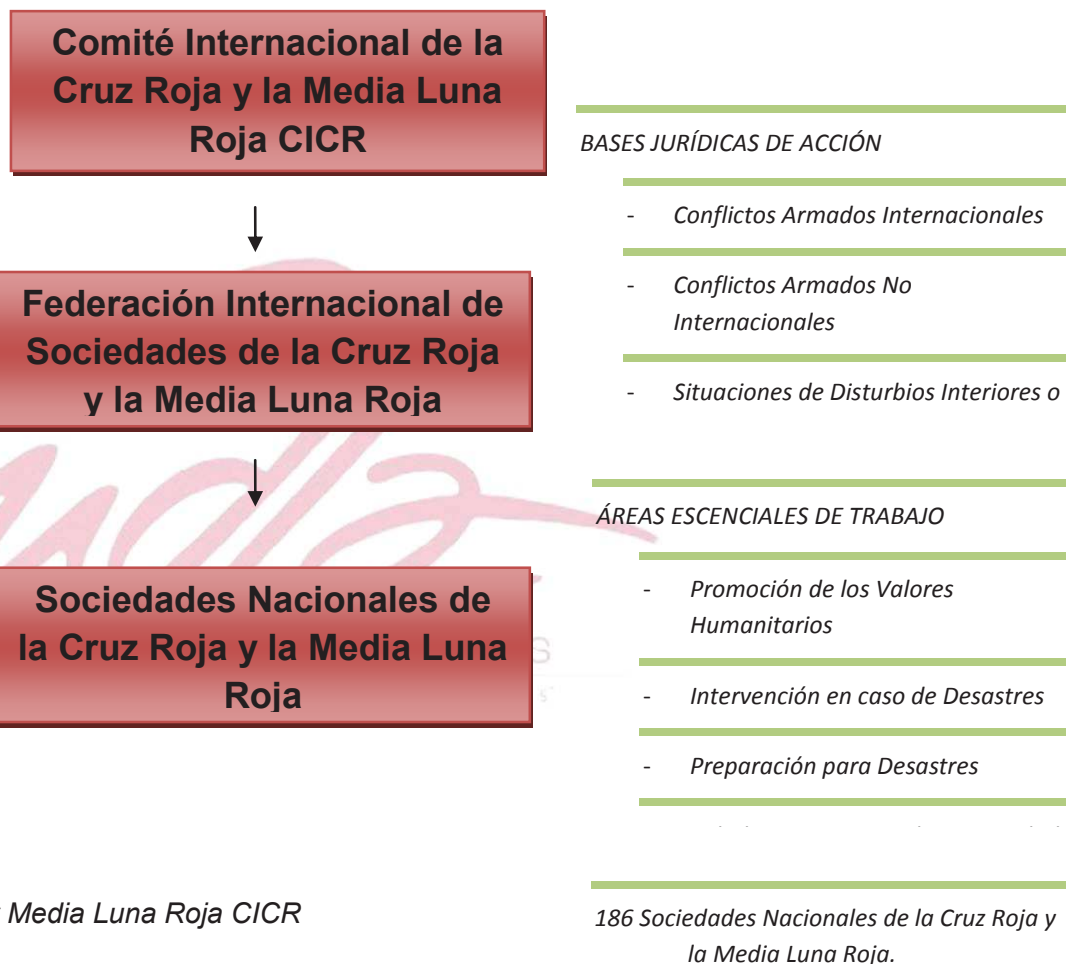 Comité Internacional de la
Cruz Roja y la Media Luna
Roja CICR
Federación Internacional de
Sociedades de la Cruz Roja
y la Media Luna Roja
Sociedades Nacionales de
la Cruz Roja y la Media Luna
Roja
Media Luna Roja CICR
BASES JURÍDICAS DE ACCIÓN
- Conflictos Armados Internacionales
- Conflictos Armados No
Internacionales
- Situaciones de Disturbios Interiores o
ÁREAS ESCENCIALES DE TRABAJO
- Promoción de los Valores
Humanitarios
- Intervención en caso de Desastres
- Preparación para Desastres
186 Sociedades Nacionales de la Cruz Roja y
la Media Luna Roja.